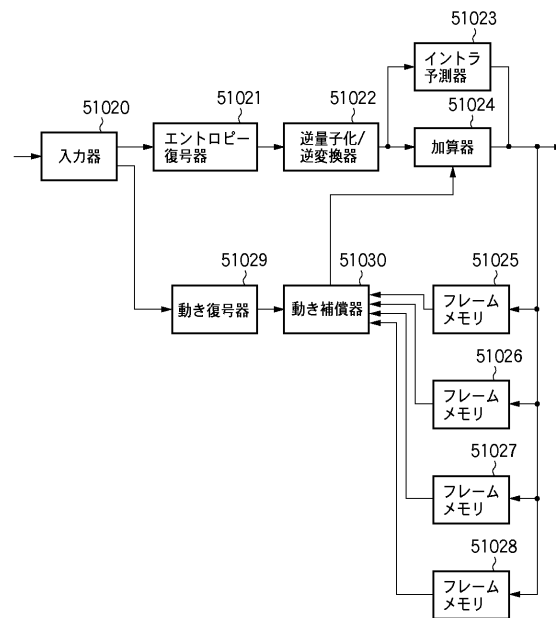 51023
イントラ
予測器
51020
51021
51022
51024
入力器
エントロピー
復号器
逆量子化/
逆変換器
加算器
51029
51030
51025
動き復号器
動き補償器
フレーム
メモリ
51026
フレーム
メモリ
51027
フレーム
メモリ
51028
フレーム
メモリ